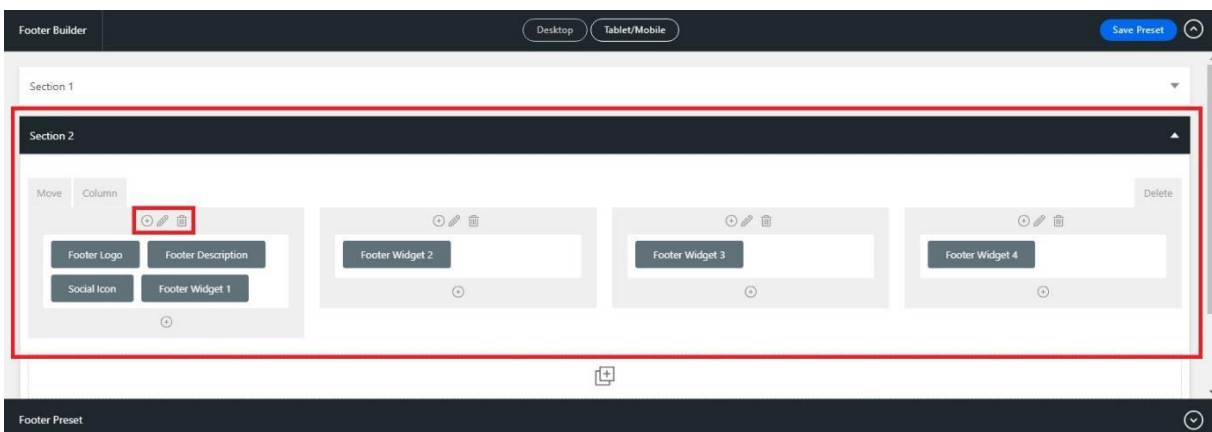 Footer Builder Desktop Tablet/Mobile Save Preset
Section 1
Section 2
Move Column Delete
Footer Logo Footer Description Footer Widget 2 Footer Widget 3 Footer Widget 4
Social Icon Footer Widget 1
Footer Preset